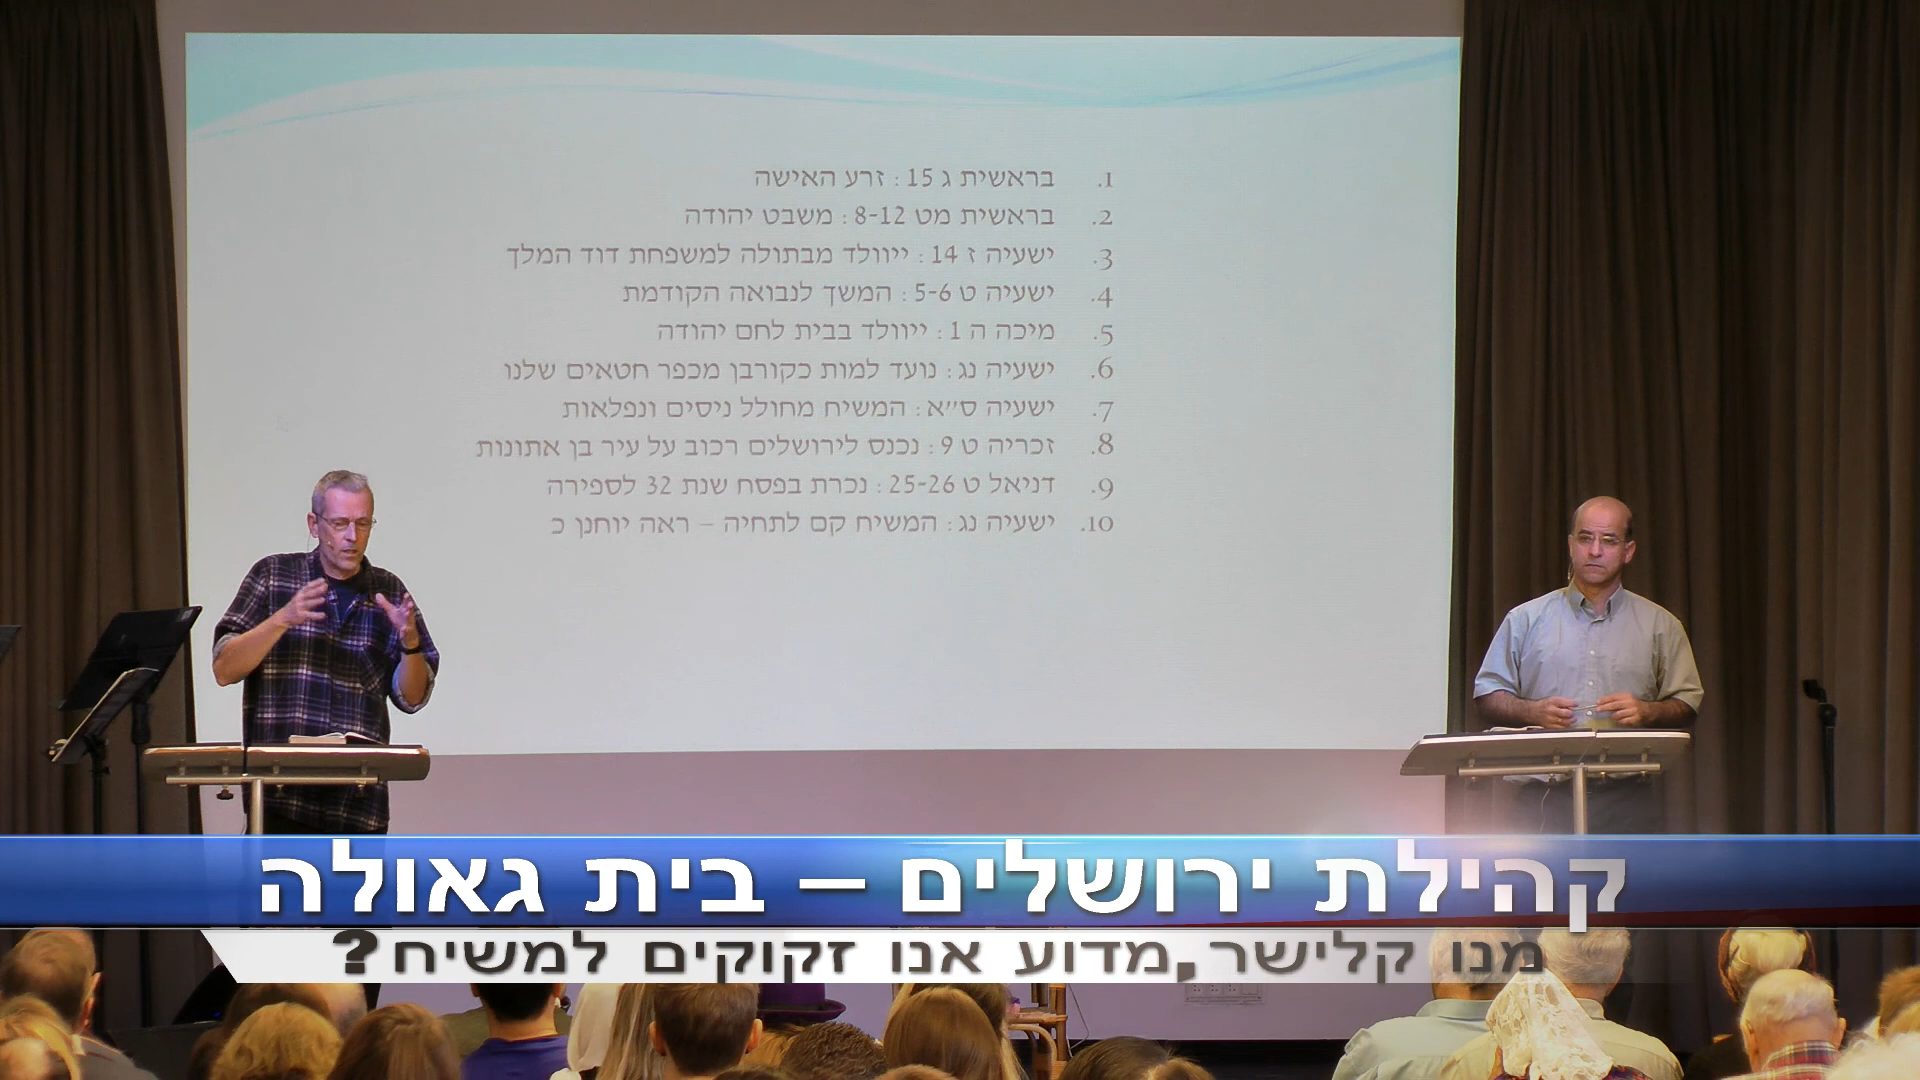 1. בראשית ג 15 : זרע האישה
2. בראשית מט 8-12 : משבט יהודה
3. ישעיה ז 14 : ייוולד מבתולה למשפחת דוד המלך
4. ישעיה ט 5-6 : המשך לנבואה הקודמת
5. מיכה ה 1 : ייוולד בבית לחם יהודה
6. ישעיה נג : נועד למות כקורבן מכפר חטאים שלנו
7. ישעיה ס״א : המשיח מחולל ניסים ונפלאות
8. זכריה ט 9 : נכנס לירושלים רכוב על עיר בן אתונות
9. דניאל ט 25-26 : נכרת בפסח שנת 32 לספירה
10. ישעיה נג : המשיח קם לתחיה – ראה יוחנן כ
קהילת ירושלים – בית גאולה
מנו קלישר, מדוע אנו זקוקים למשיח?